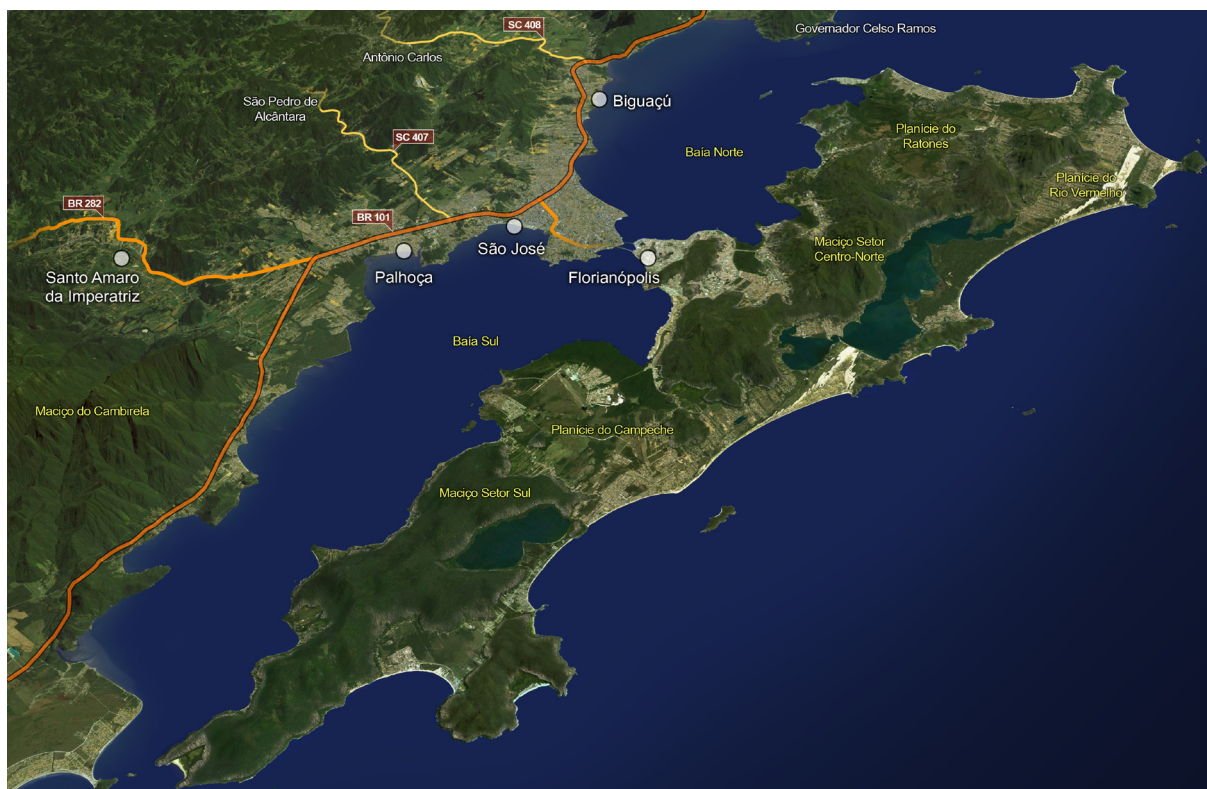 SC 408
Governador Celso Ramos
Antônio Carlos
São Pedro de
Alcântara
Biguaçú
SC 407
Planície do
Ratones
Baía Norte
Planície do
Rio Vermelho
BR 282
BR 101
São José
Maciço Setor
Centro-Norte
Santo Amaro
da Imperatriz
Palhoça
Florianópolis
Baía Sul
Maciço do Cambirela
Planície do Campeche
Maciço Setor Sul